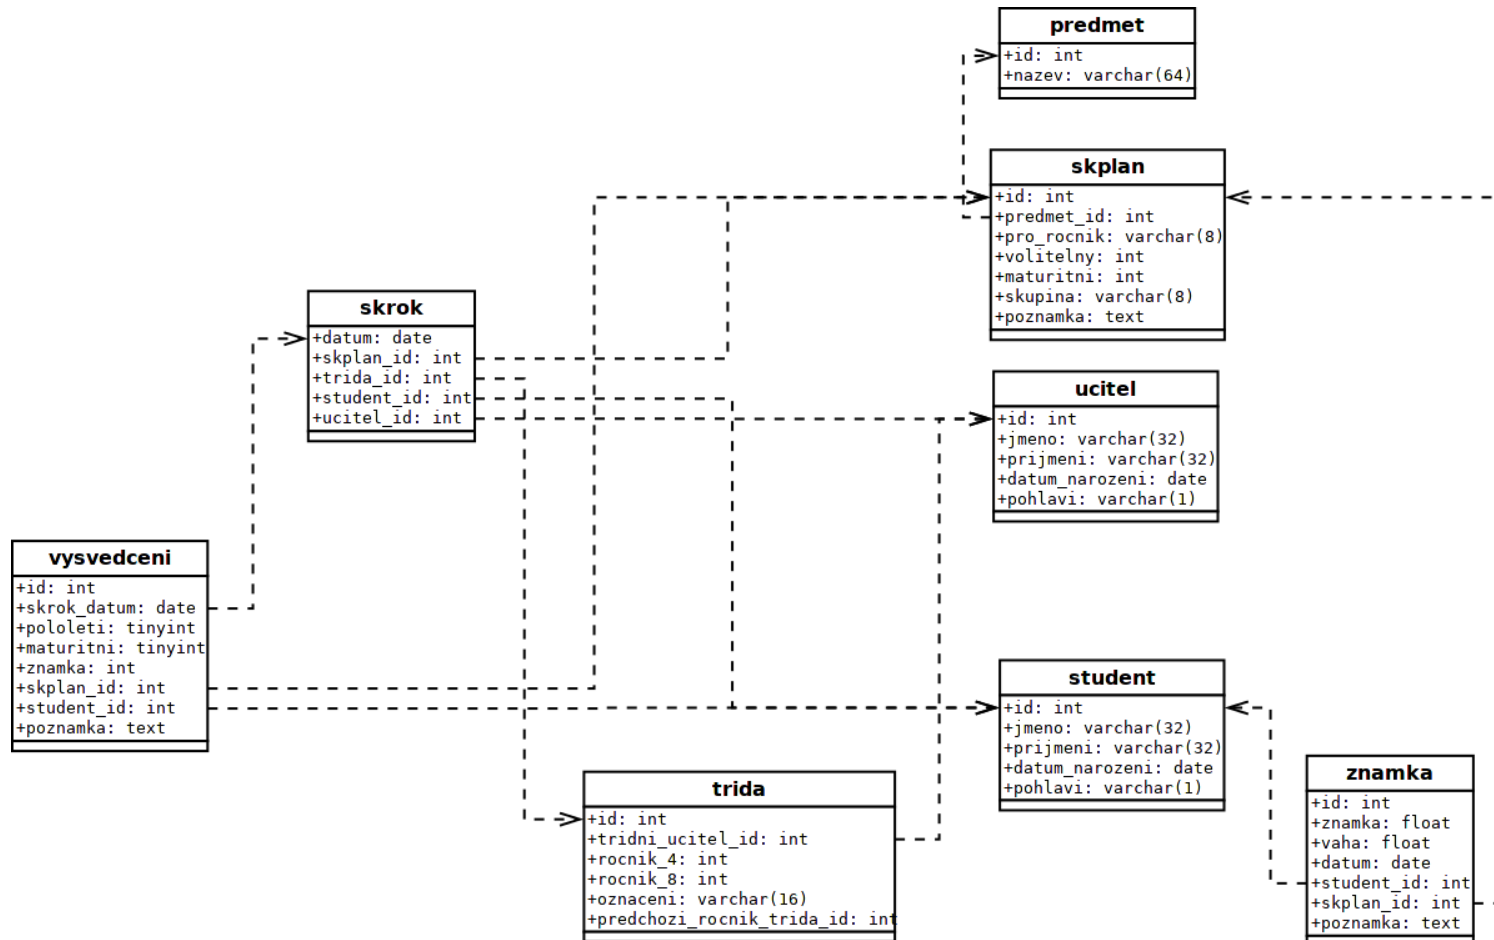 predmet
+id: int
+nazev: varchar(64)
skplan
+id: int
+predmet_id: int
+pro_rocnik: varchar(8)
+volitelny: int
+maturitni: int
+skupina: varchar(8)
+poznamka: text
skrok
+datum: date
+skplan_id: int
+trida_id: int
+student_id: int
+ucitel_id: int
ucitel
+id: int
+jmeno: varchar(32)
+prijmeni: varchar(32)
+datum_narozeni: date
+pohlavi: varchar(1)
vysvedceni
+id: int
+skrok_datum: date
+pololeti: tinyint
+maturitni: tinyint
+znamka: int
+skplan_id: int
+student_id: int
+poznamka: text
student
+id: int
+jmeno: varchar(32)
+prijmeni: varchar(32)
+datum_narozeni: date
+pohlavi: varchar(1)
trida
+id: int
+tridni_ucitel_id: int
+rocnik_4: int
+rocnik_8: int
+oznaceni: varchar(16)
+predchozi_rocnik_trida_id: int
znamka
+id: int
+znamka: float
+vaha: float
+datum: date
+student_id: int
+skplan_id: int
+poznamka: text